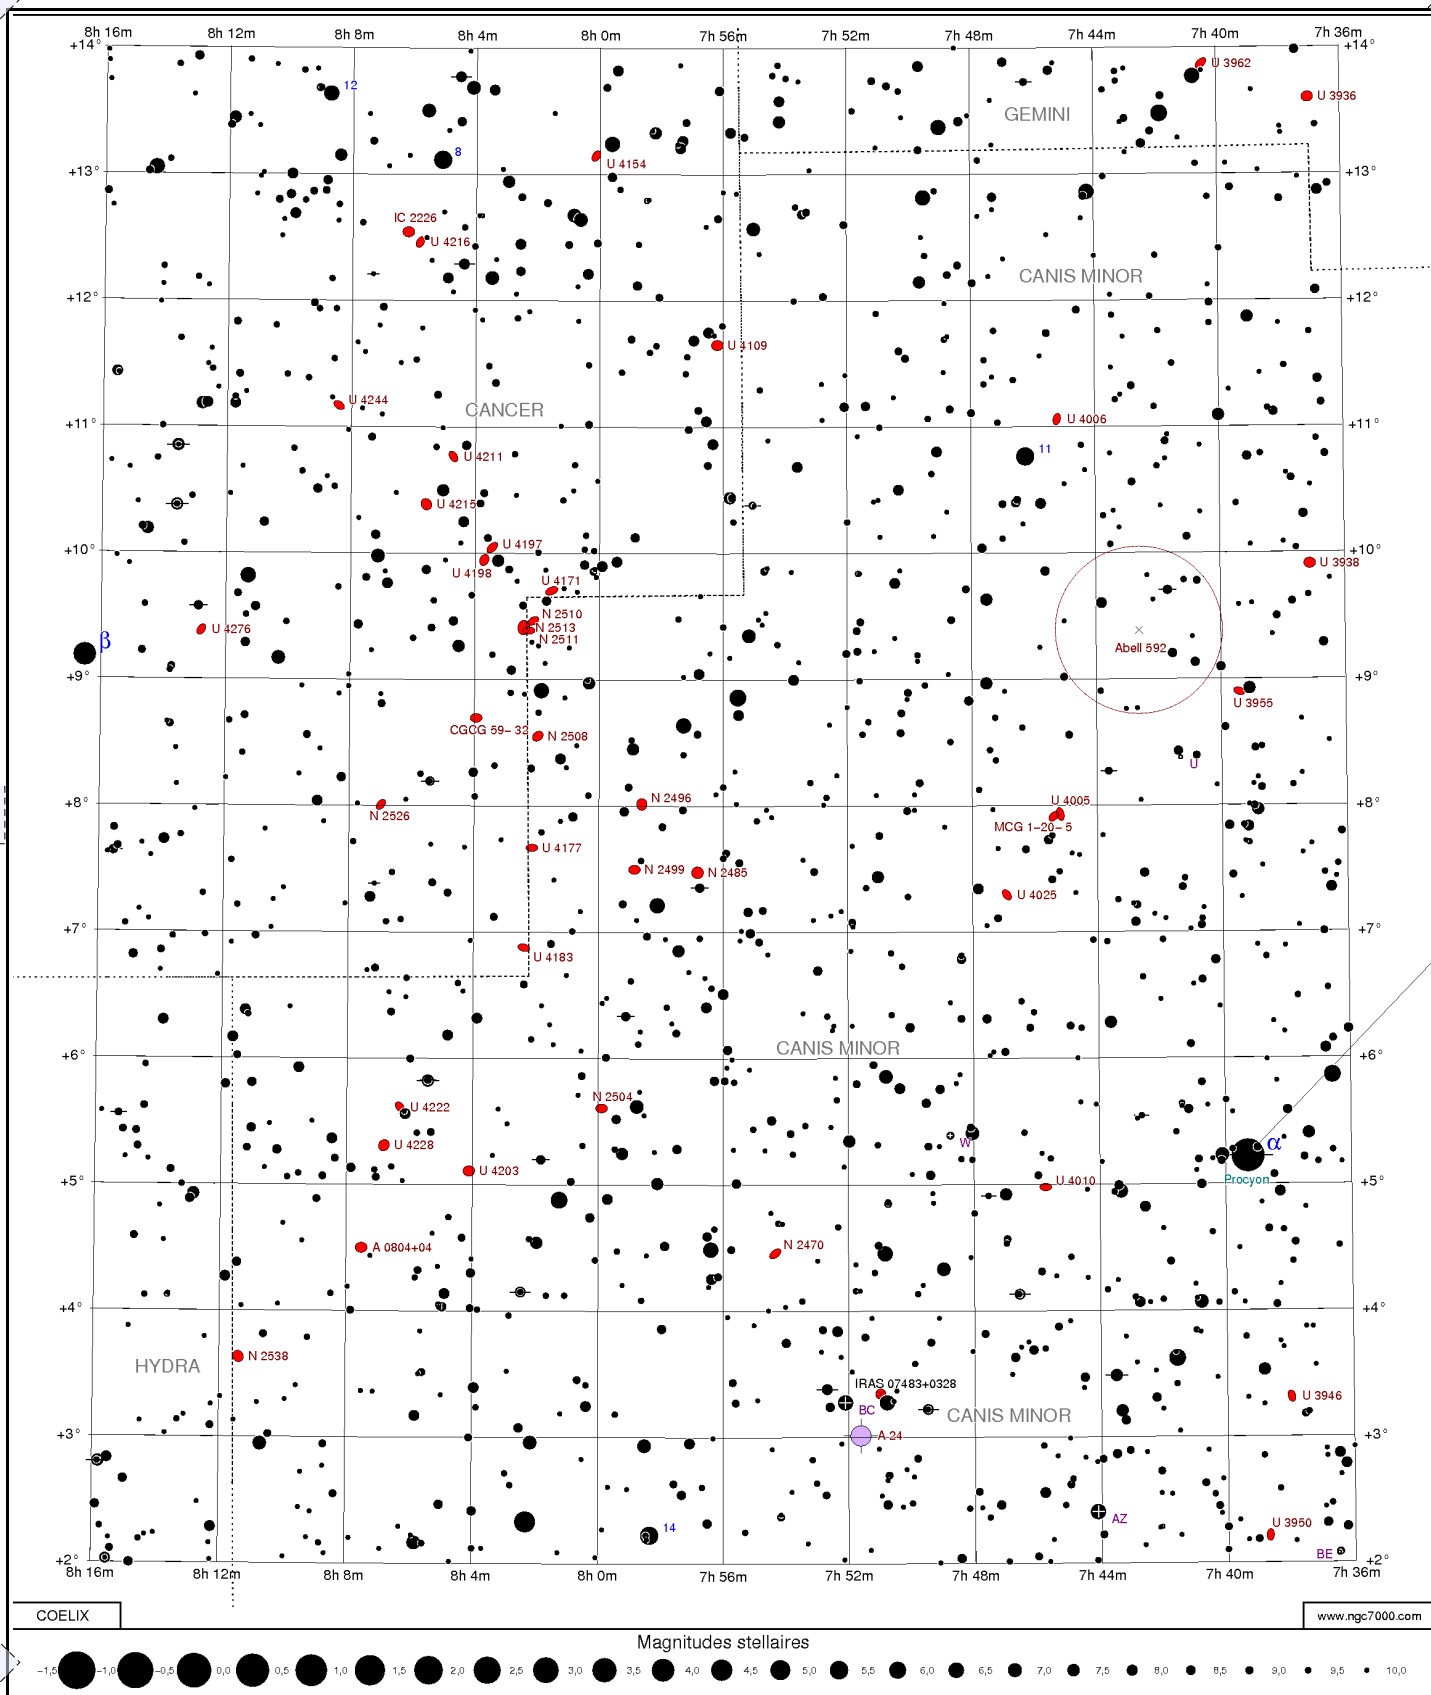 8h 16m 8h 12m 8h 8m 8h 4m 8h 0m 7h 56m 7h 52m 7h 48m 7h 44m 7h 40m 7h 36m
+14° +14°
U 3962
12
U 3936
GEMINI
8
U 4154
+13° +13°
IC 2226
U 4216
CANIS MINOR
+12° +12°
U 4109
U 4244
CANCER
+11° U 4006 +11°
11
U 4211
U 4215
+10° U 4197 +10°
U 3938
U 4198
U 4171
N 2510
U 4276 N 2513
N 2511
β
Abell 592
+9° +9°
U 3955
CGCG 59-32
N 2508
U
+8° N 2496 U 4005 +8°
N 2526
MCG 1-20-5
U 4177
N 2499 N 2485
U 4025
+7° +7°
U 4183
CANIS MINOR
+6° +6°
N 2504
U 4222
U 4228 W α
U 4203
+5° U 4010 Procyon +5°
A 0804+04 N 2470
+4° +4°
N 2538
HYDRA
IRAS 07483+0328
U 3946
BC CANIS MINOR
+3° A 24 +3°
AZ
14 U 3950
BE
+2° +2°
8h 16m 8h 12m 8h 8m 8h 4m 8h 0m 7h 56m 7h 52m 7h 48m 7h 44m 7h 40m 7h 36m
COELIX www.ngc7000.com
Magnitudes stellaires
-1,5 -1,0 -0,5 0,0 0,5 1,0 1,5 2,0 2,5 3,0 3,5 4,0 4,5 5,0 5,5 6,0 6,5 7,0 7,5 8,0 8,5 9,0 9,5 10,0